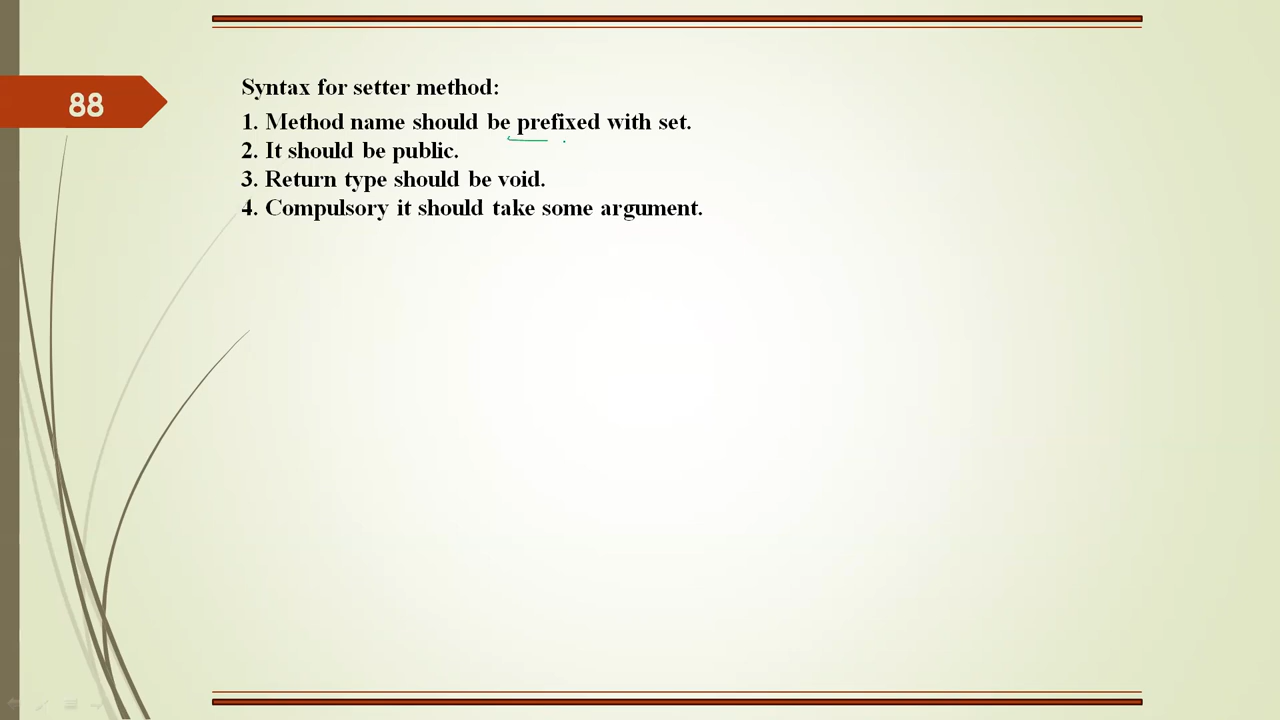 88
Syntax for setter method:
1. Method name should be prefixed with set.
2. It should be public.
3. Return type should be void.
4. Compulsory it should take some argument.